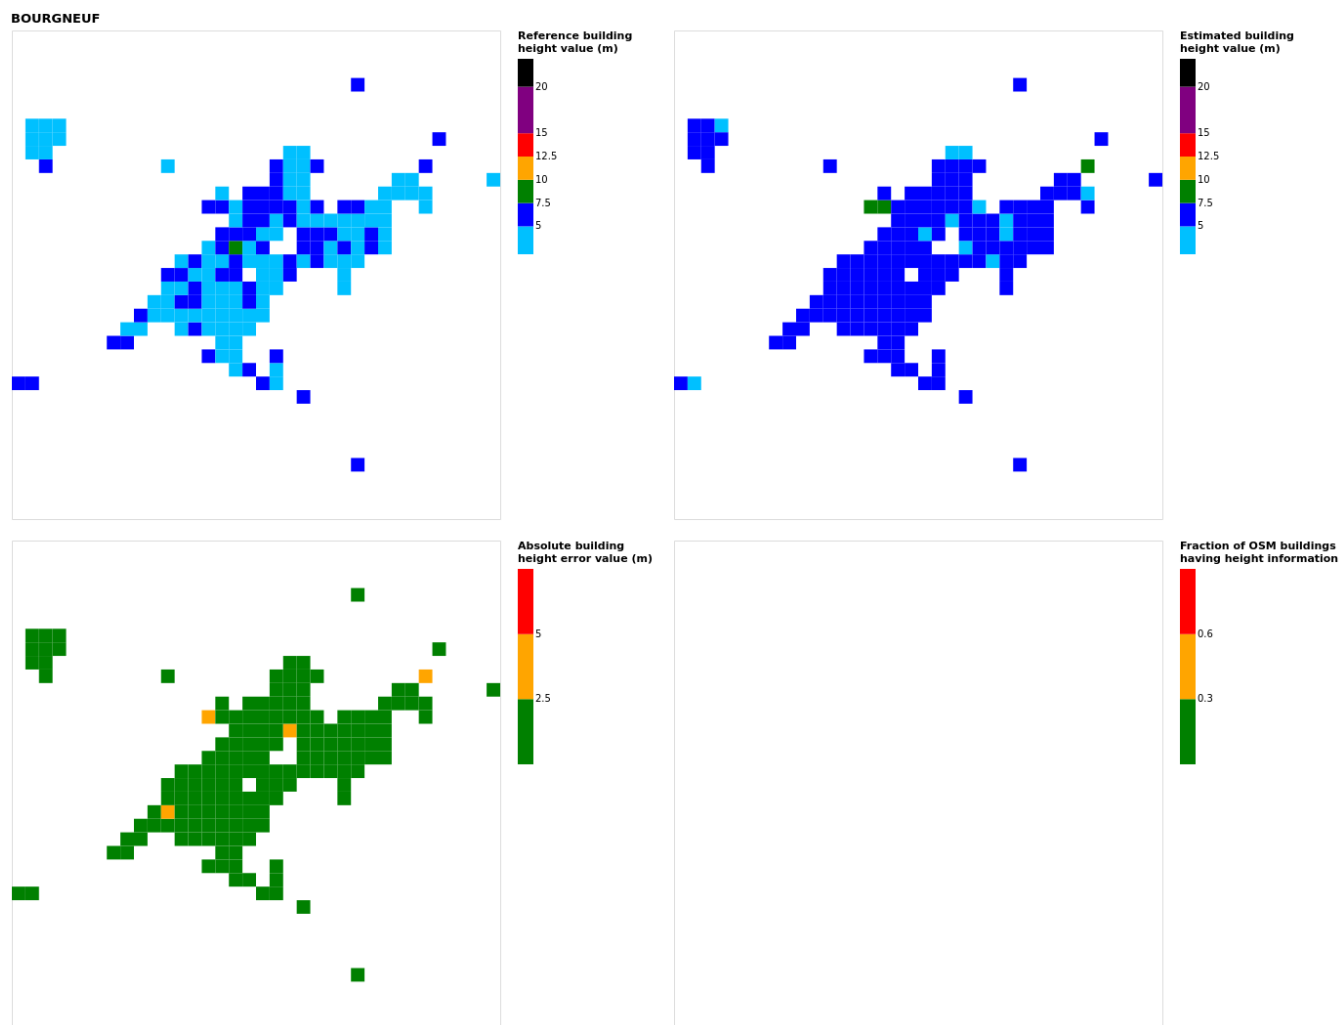 BOURGNEUF
Reference building
height value (m)
20
15
12.5
10
7.5
5
Estimated building
height value (m)
20
15
12.5
10
7.5
5
Absolute building
height error value (m)
5
2.5
Fraction of OSM buildings
having height information
0.6
0.3